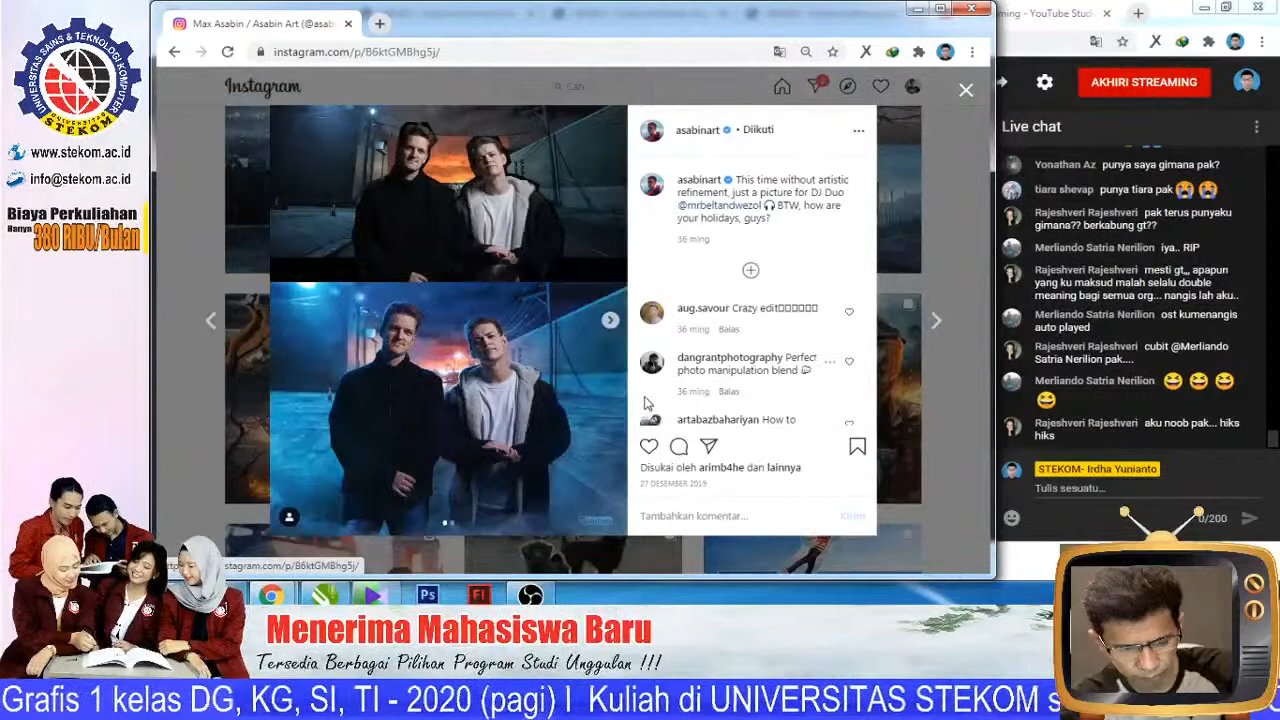 UNIVERSITAS SAINS & TEKNOLOGI KOMPUTER
UNIVERSITAS
STEKOM
www.stekom.ac.id
info@stekom.ac.id
Biaya Perkuliahan
Hanya 380 RIBU/Bulan
Max Asabin / Asabin Art (@asab
instagram.com/p/B6ktGMBhg5j/
Instagram
Cari
asabinart • Diikuti
asabinart This time without artistic
refinement, just a picture for DJ Duo
@mrbeltandwezol 🎧 BTW, how are
your holidays, guys?
36 ming
aug.savour Crazy edit
36 ming Balas
dangrantphotography Perfect
photo manipulation blend
36 ming Balas
artabazbahariyan How to
Disukai oleh arimb4he dan lainnya
27 DESEMBER 2019
Tambahkan komentar...
Kirim
stagram.com/p/B6ktGMBhg5j/
ming - YouTube Studi
AKHIRI STREAMING
Live chat
Yonathan Az punya saya gimana pak?
tiara shevap punya tiara pak 😭 😭
Rajeshveri Rajeshveri pak terus punyaku
gimana?? berkabung gt??
Merliando Satria Nerilion iya.. RIP
Rajeshveri Rajeshveri mesti gt,,, apapun
yang ku maksud malah selalu double
meaning bagi semua org... nangis lah aku..
Merliando Satria Nerilion ost kumenangis
auto played
Rajeshveri Rajeshveri cubit @Merliando
Satria Nerilion pak....
Merliando Satria Nerilion 😆 😆 😆
😆
Rajeshveri Rajeshveri aku noob pak... hiks
hiks
STEKOM- Irdha Yunianto
Tulis sesuatu...
0/200
Ps
Fl
Menerima Mahasiswa Baru
Tersedia Berbagai Pilihan Program Studi Unggulan !!!
Grafis 1 kelas DG, KG, SI, TI - 2020 (pagi) I Kuliah di UNIVERSITAS STEKOM s